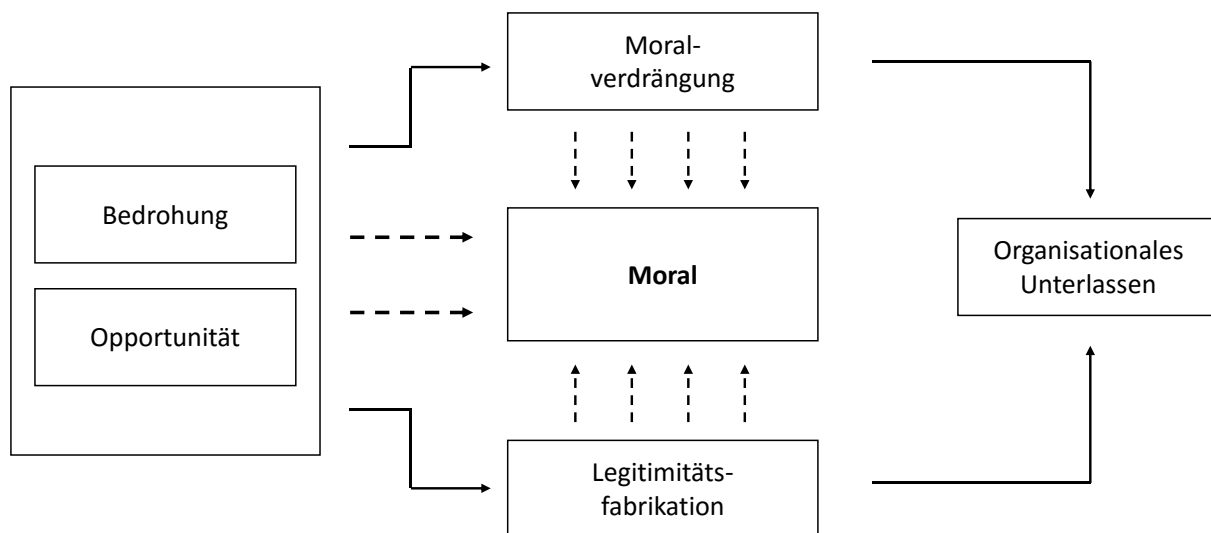 Moral-
verdrängung
Bedrohung
Opportunität
Moral
Organisationales
Unterlassen
Legitimitäts-
fabrikation